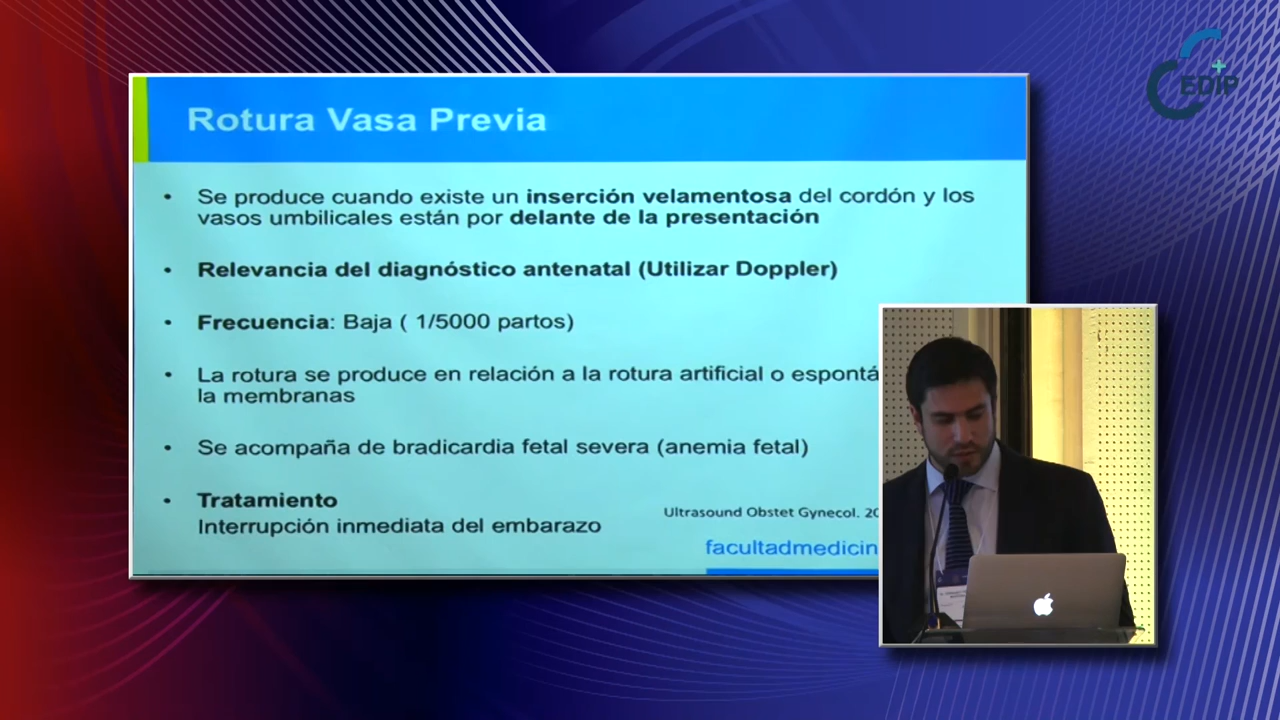 EDIP
Rotura Vasa Previa
• Se produce cuando existe un inserción velamentosa del cordón y los
vasos umbilicales están por delante de la presentación
• Relevancia del diagnóstico antenatal (Utilizar Doppler)
• Frecuencia: Baja ( 1/5000 partos)
• La rotura se produce en relación a la rotura artificial o espontá
la membranas
• Se acompaña de bradicardia fetal severa (anemia fetal)
• Tratamiento
Interrupción inmediata del embarazo
Ultrasound Obstet Gynecol. 20
facultadmedicin